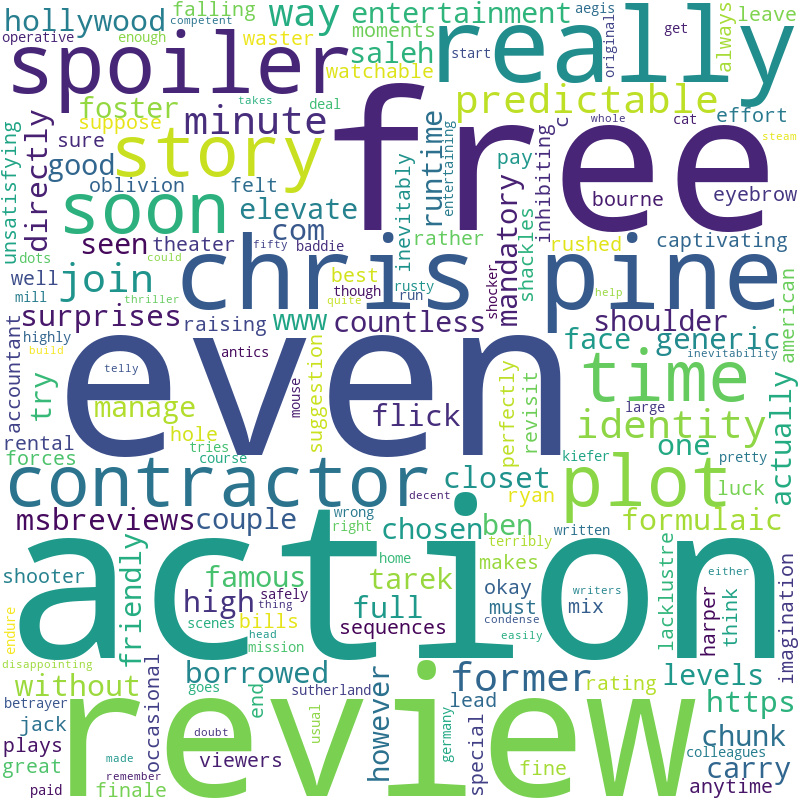 hollywood falling waster way entertainment aegis start original get always leave
operative competent enough moments saleh watchable
spoiler really
takes deal predictable
foster suppose minute free whole cat effort steam
unsatisfying directly sure story runtime c inhibiting
good oblivion felt inevitably entertaining pay mandatory bourne eyebrow
soon elevate com shackles
seen theater fifty baddie rather rushed captivating
dots join could rusty best chris pine
well mill thriller though run shocker help
surprises raising www quite countless shoulder american
highly build antics face generic
accountant telly even mouse suggestion inevitability
try manage flick time
hole revisit large identity actually
rental tries perfectly one
forces course kiefer pretty
contractor closet plot luck
decent ryan
msbreviews couple wrong chosen ben written formulaic
right terribly
shooter friendly famous home tarek makes okay writers either lacklustre
endure high safely thing full must mix harper think imagination
bills condense
scenes head sequences easily
disappointing mission action
without occasional borrowed former levels
betrayer goes sutherland lead rating https
jack end however
plays doubt usual germany special chunk
great viewers fine colleagues carry
paid made remember finale review anytime